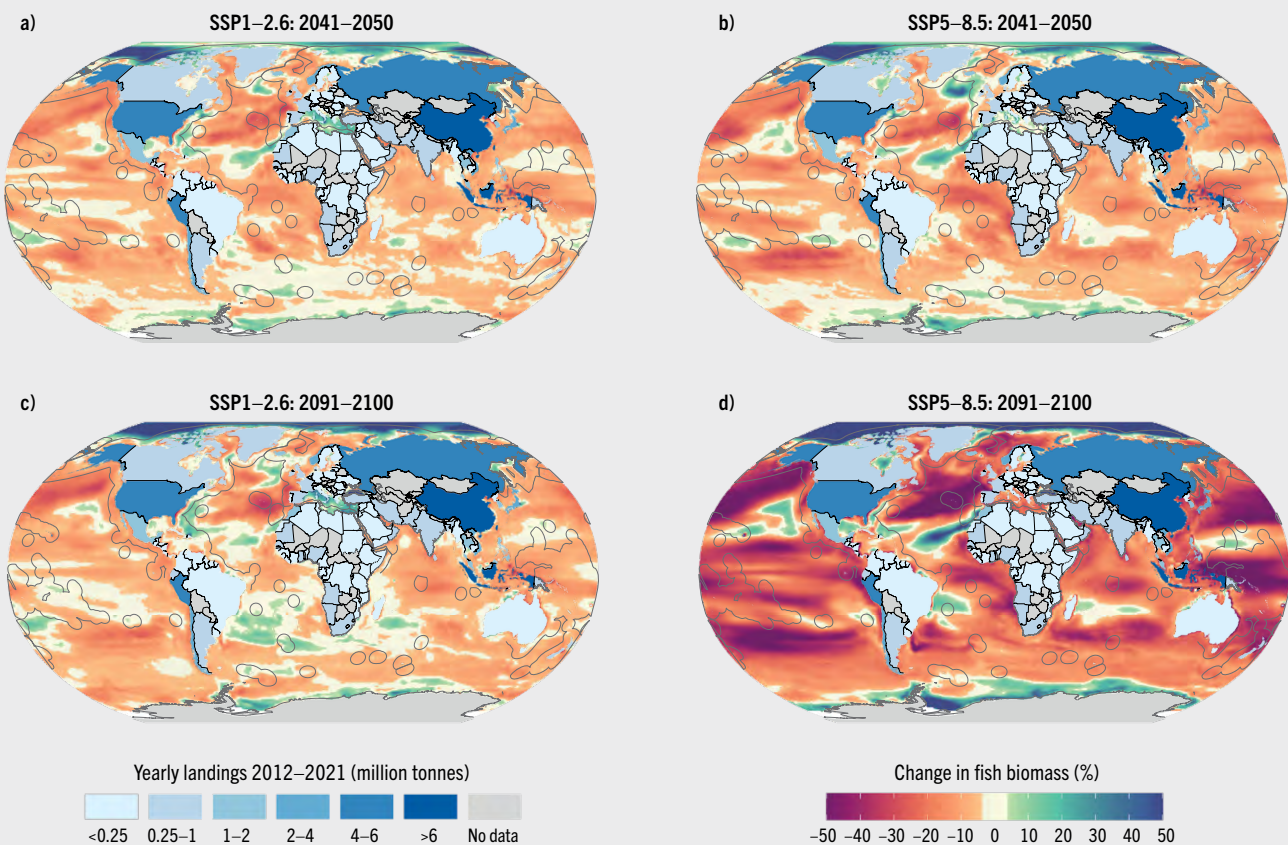 a)
SSP1–2.6: 2041–2050
b)
SSP5–8.5: 2041–2050
c)
SSP1–2.6: 2091–2100
d)
SSP5–8.5: 2091–2100
Yearly landings 2012–2021 (million tonnes)
<0.25 0.25–1 1–2 2–4 4–6 >6 No data
Change in fish biomass (%)
–50 –40 –30 –20 –10 0 10 20 30 40 50